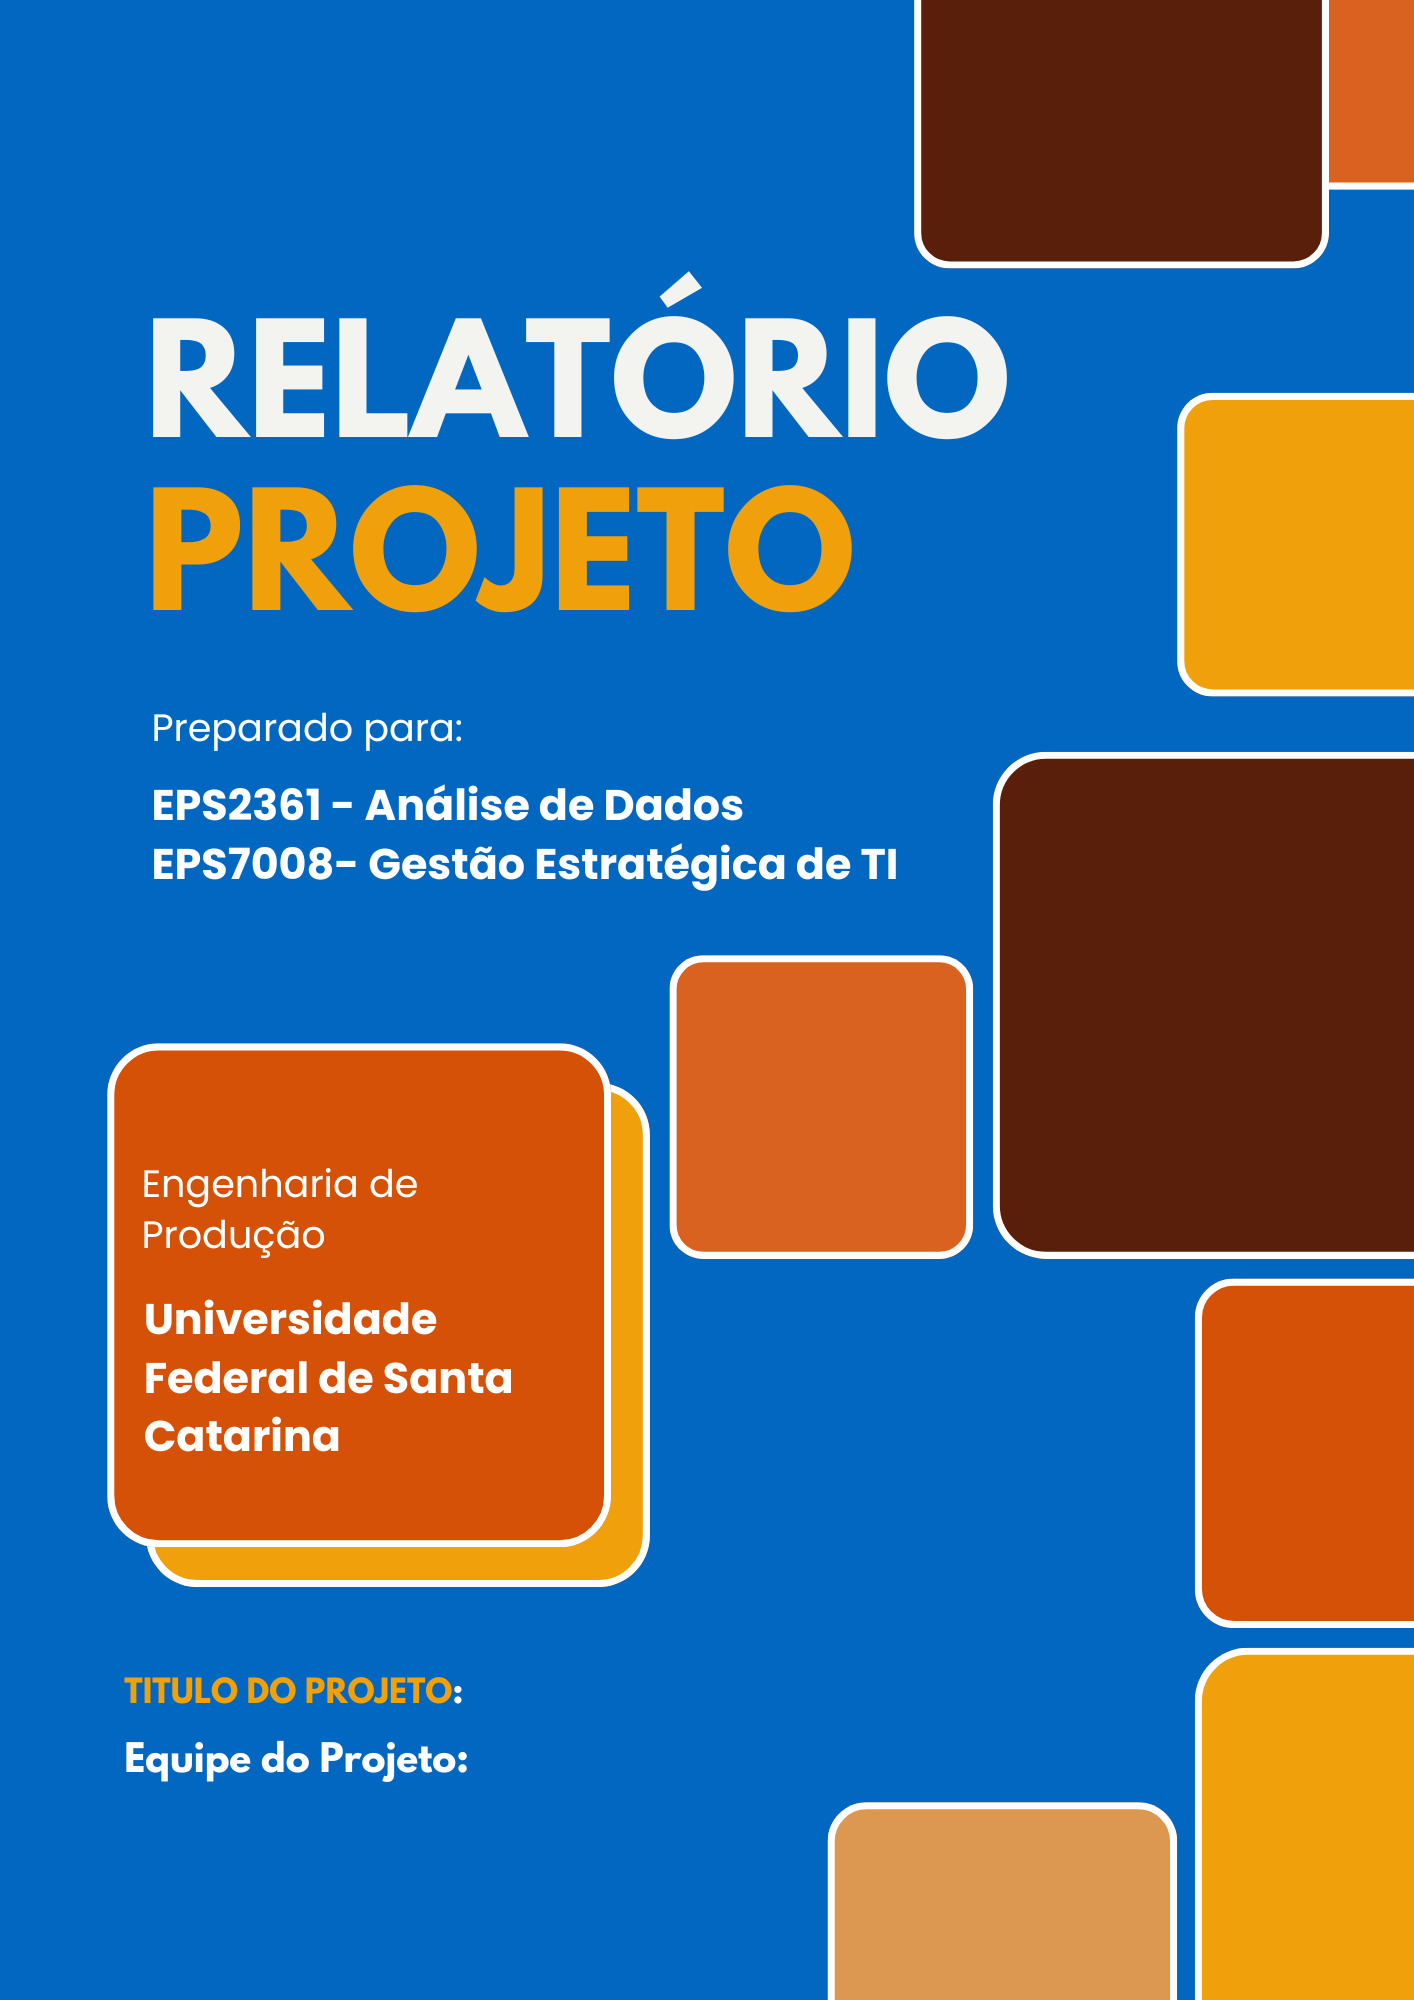 RELATÓRIO
PROJETO
Preparado para:
EPS2361 - Análise de Dados
EPS7008- Gestão Estratégica de TI
Engenharia de
Produção
Universidade
Federal de Santa
Catarina
TITULO DO PROJETO:
Equipe do Projeto: